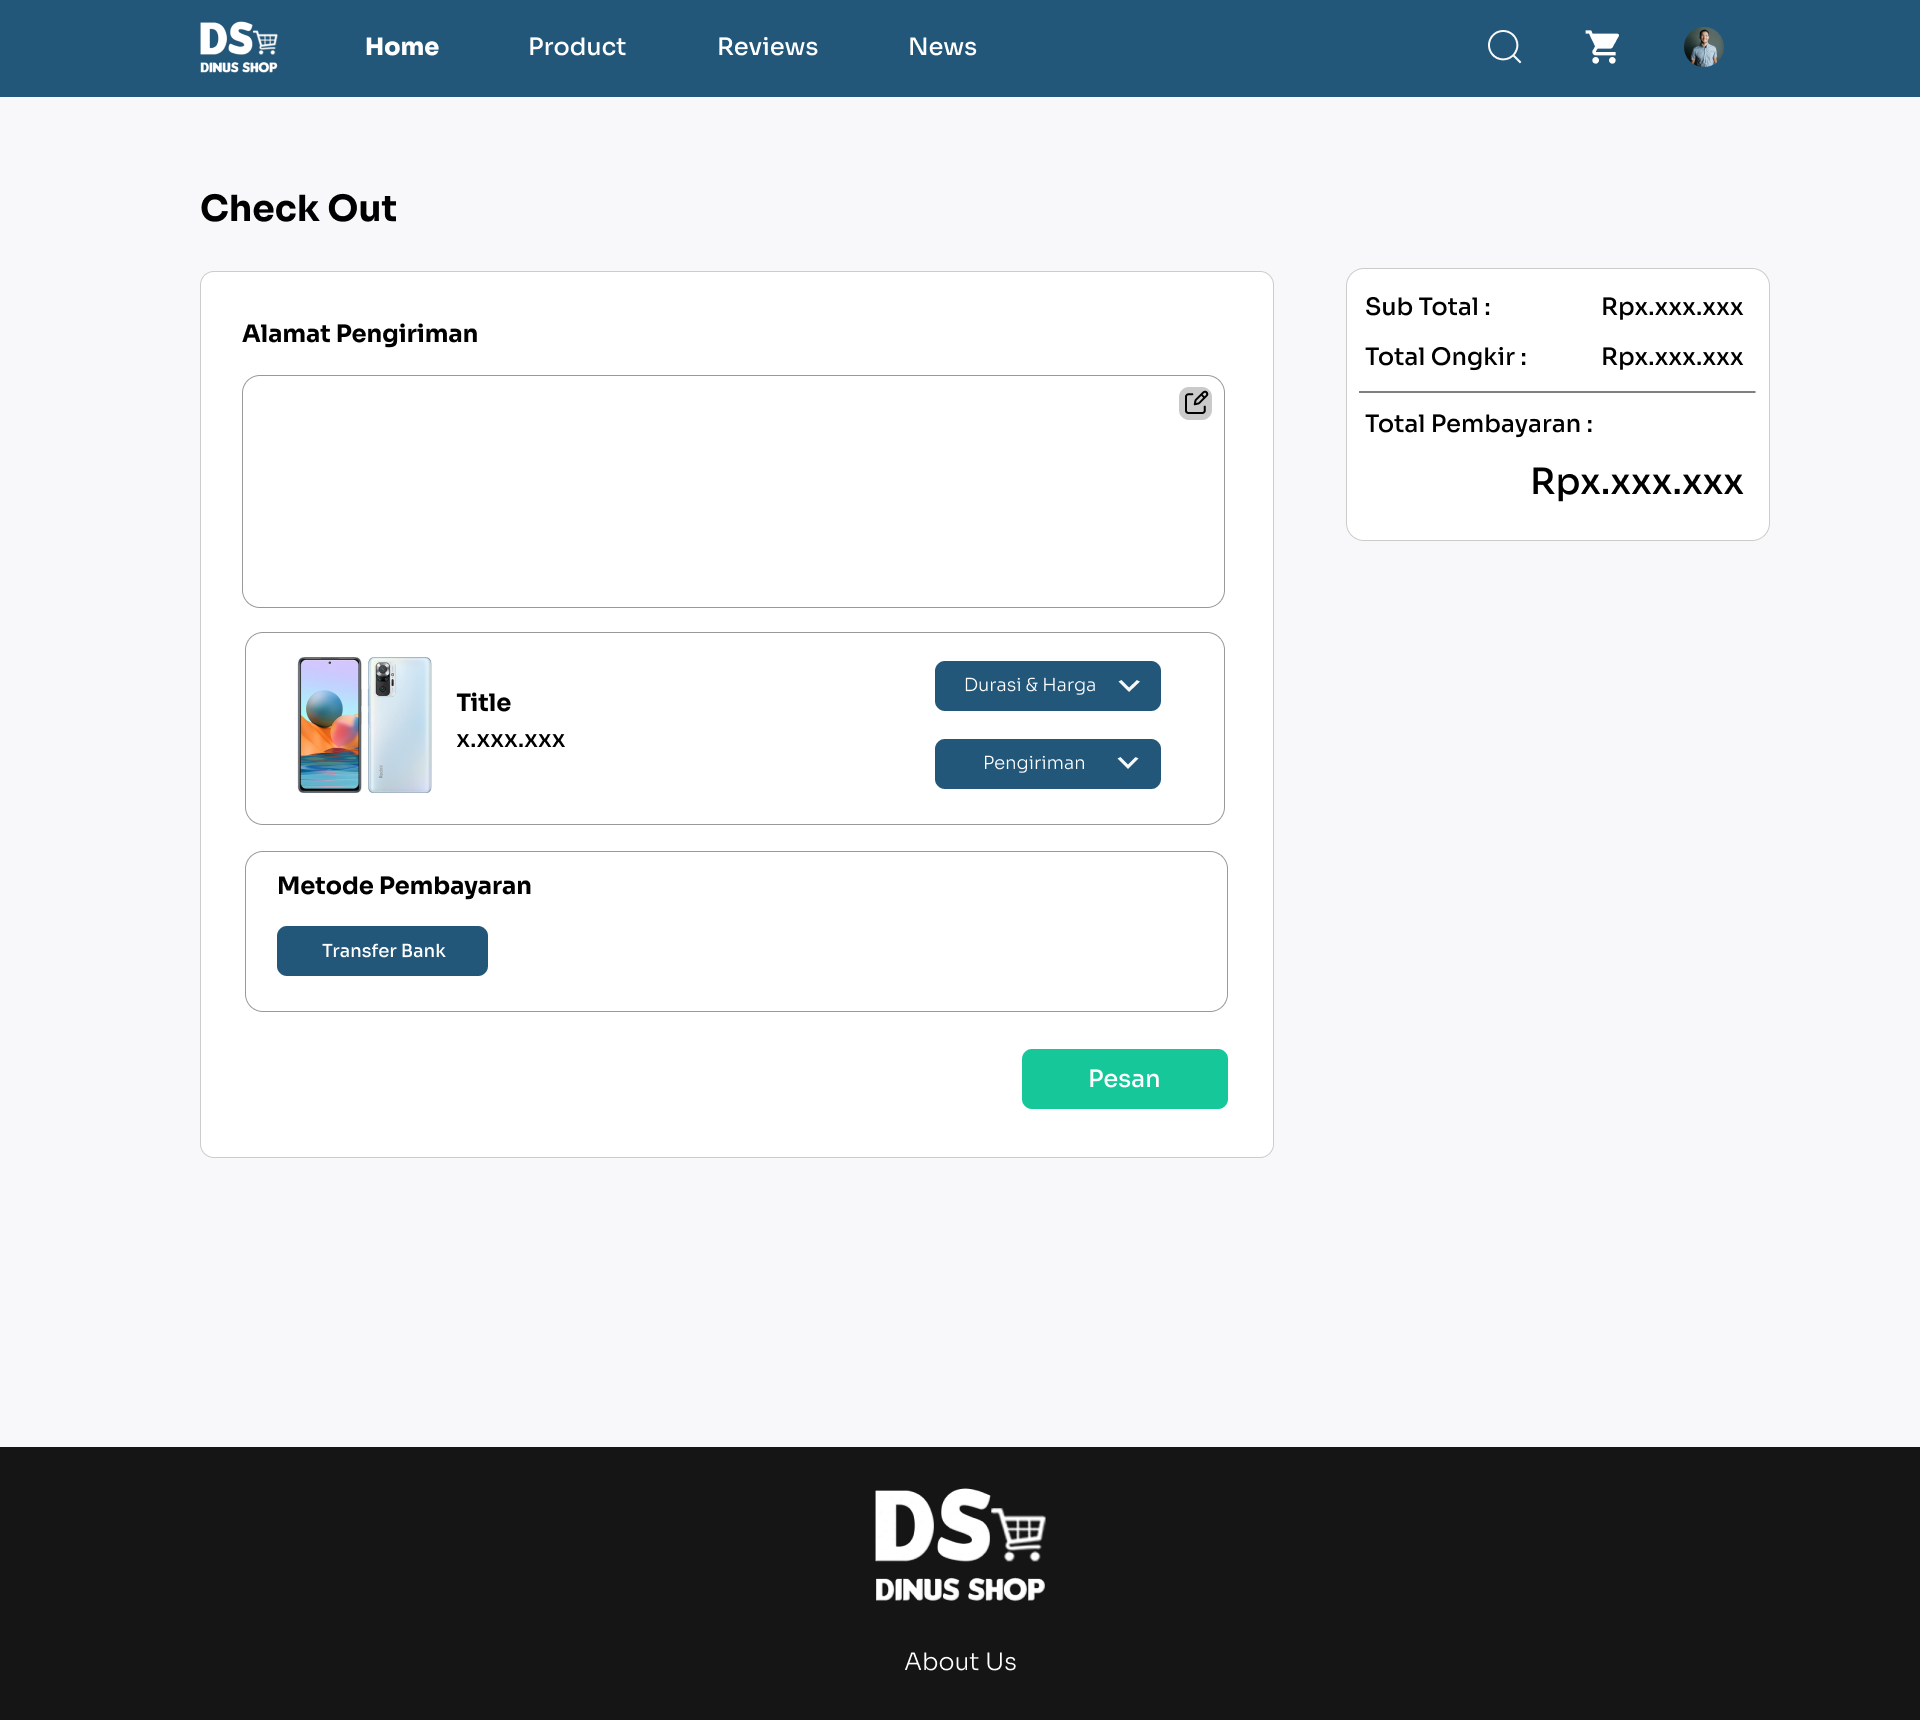 DS
DINUS SHOP
Home
Product
Reviews
News
Check Out
Alamat Pengiriman
Sub Total :
Rpx.xxx.xxx
Total Ongkir :
Rpx.xxx.xxx
Total Pembayaran :
Rpx.xxx.xxx
Title
x.xxx.xxx
Durasi & Harga
Pengiriman
Metode Pembayaran
Transfer Bank
Pesan
DS
DINUS SHOP
About Us